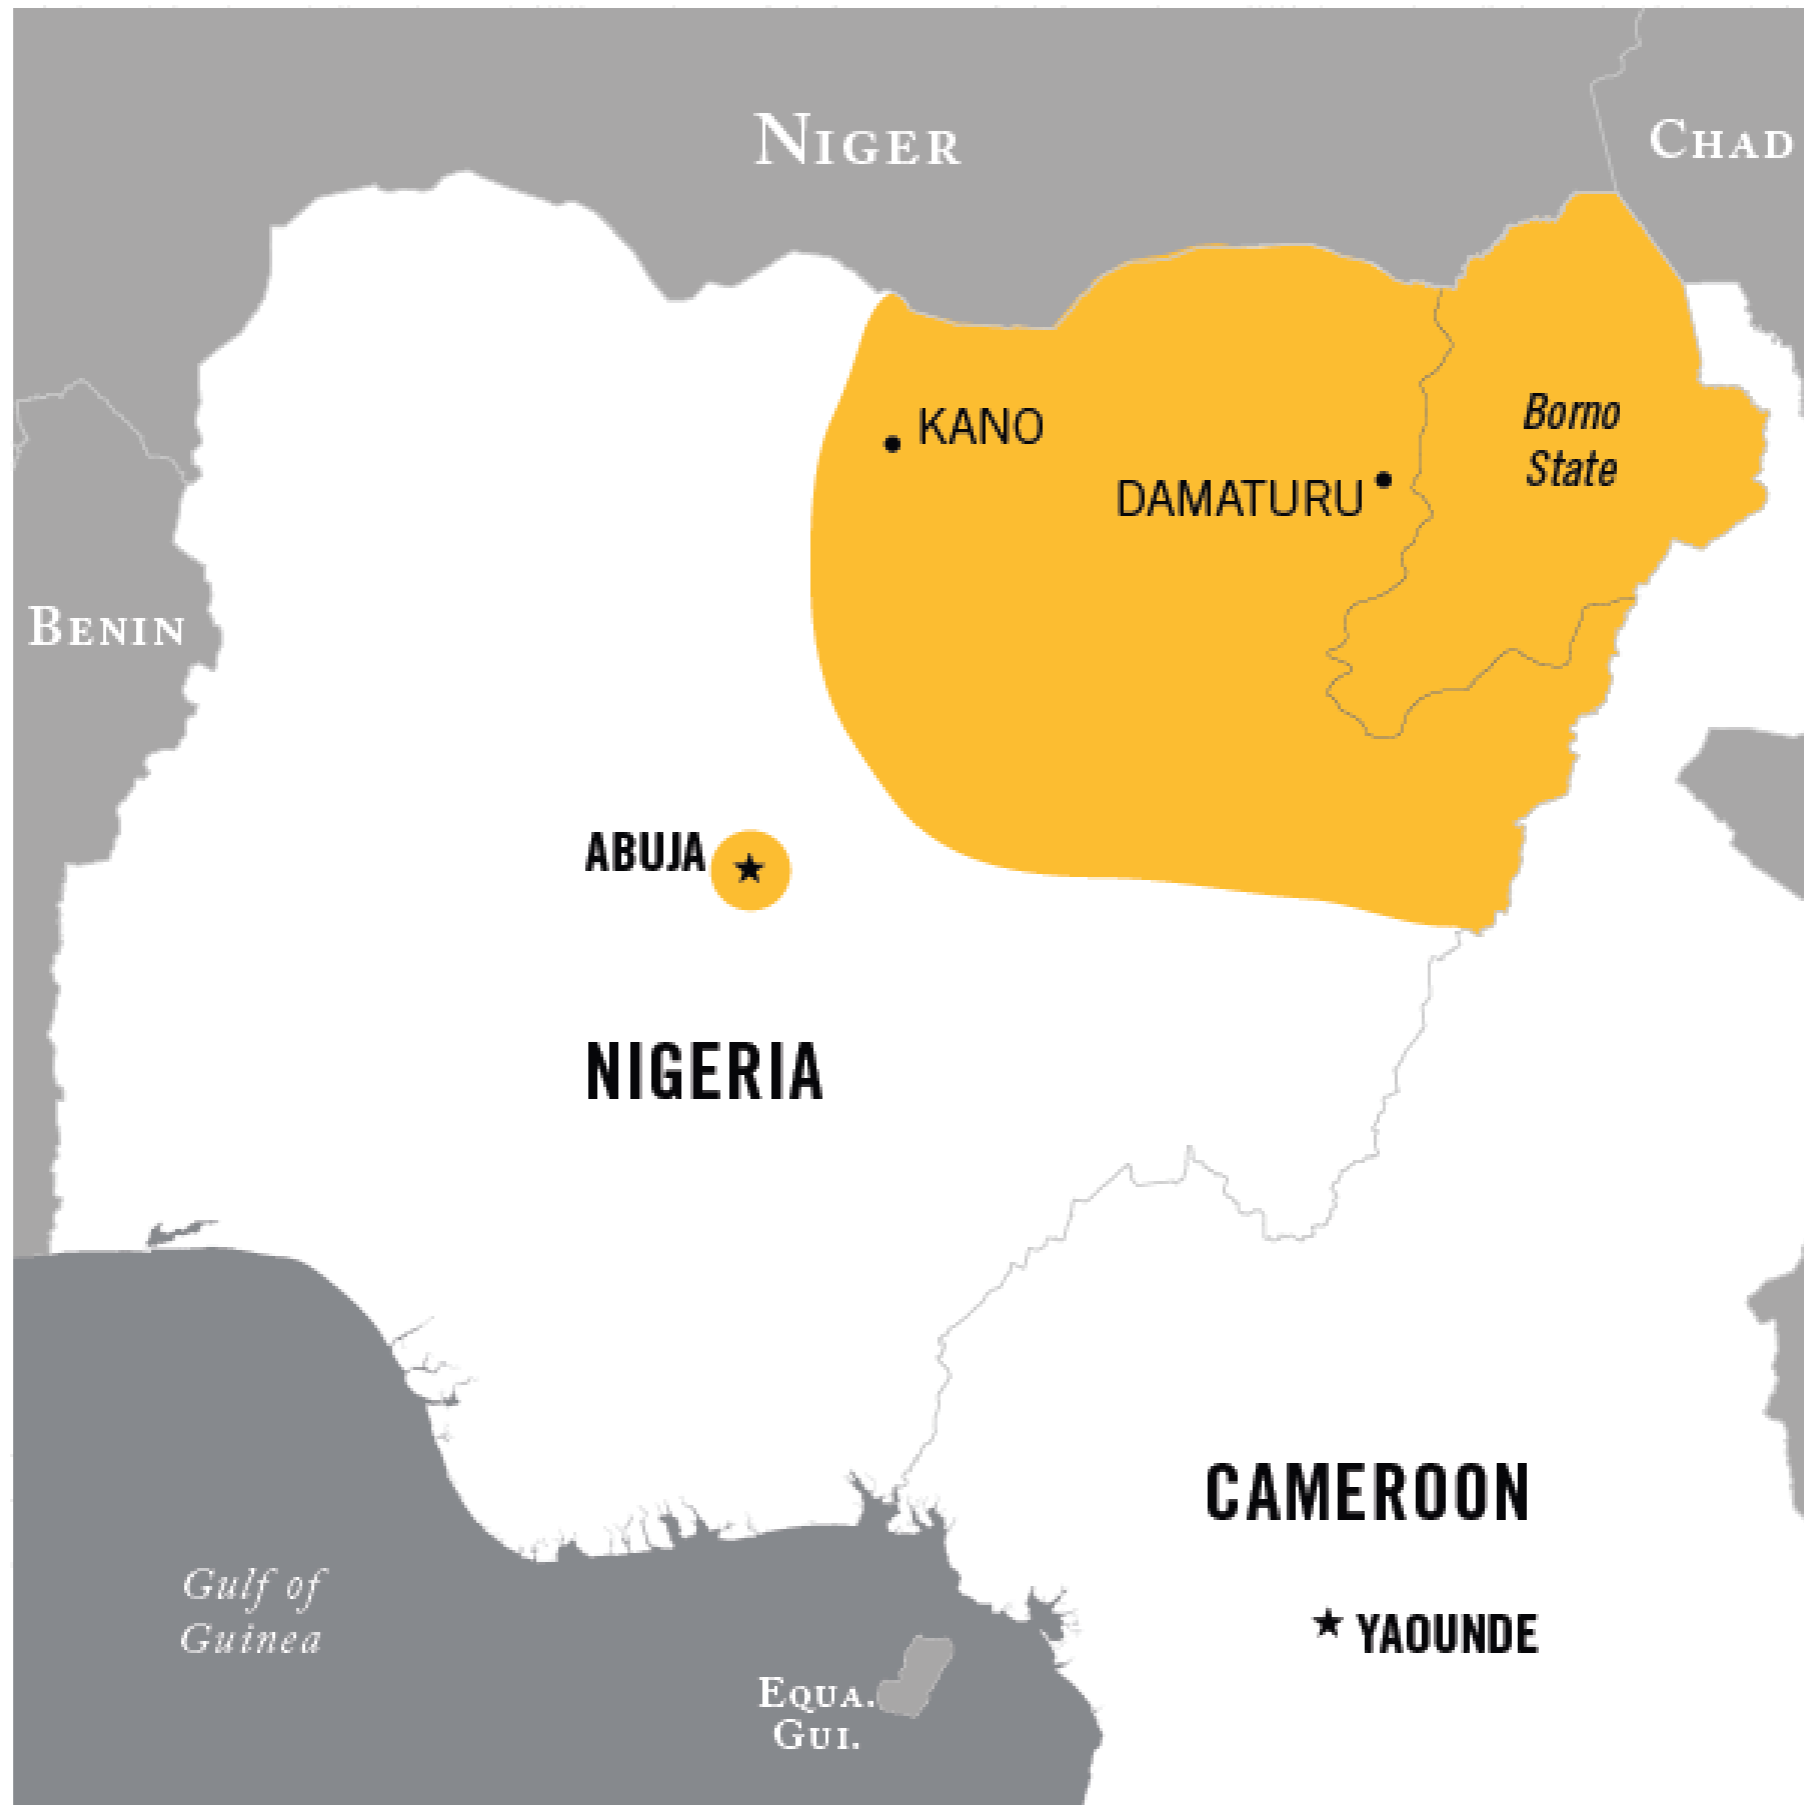 NIGER
CHAD
Borno
State
KANO
DAMATURU
BENIN
ABUJA
NIGERIA
CAMEROON
YAOUNDE
Gulf of
Guinea
EQUA.
GUI.